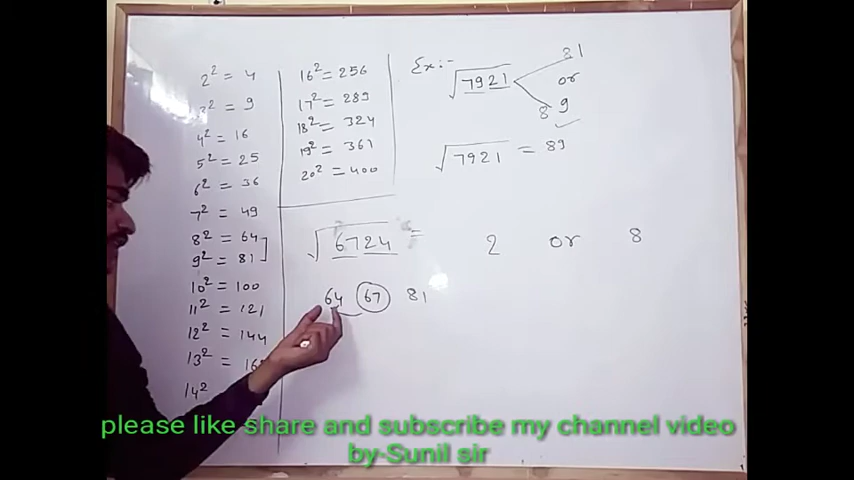 2² = 4
3² = 9
4² = 16
5² = 25
6² = 36
7² = 49
8² = 64
9² = 81
10² = 100
11² = 121
12² = 144
13² = 16
14²
16² = 256
17² = 289
18² = 324
19² = 361
20² = 400
Ex:-
√7921
81
or
89
√7921 = 89
√6724 =
2 or 8
64 67 81
please like share and subscribe my channel video
by-Sunil sir